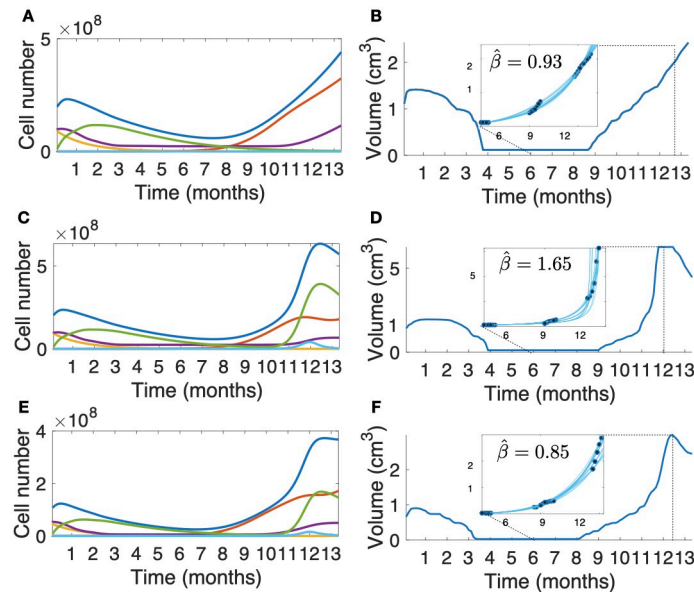 A
×10⁸
5
0
Cell number
1 2 3 4 5 6 7 8 9 10 11 12 13
Time (months)
B
2
1
0
Volume (cm³)
β̂ = 0.93
2
1
6 9 12
1 2 3 4 5 6 7 8 9 10 11 12 13
Time (months)
C
×10⁸
5
0
Cell number
1 2 3 4 5 6 7 8 9 10 11 12 13
Time (months)
D
5
1
0
Volume (cm³)
β̂ = 1.65
5
6 9 12
1 2 3 4 5 6 7 8 9 10 11 12 13
Time (months)
E
×10⁸
4
2
0
Cell number
1 2 3 4 5 6 7 8 9 10 11 12 13
Time (months)
F
2
1
0
Volume (cm³)
β̂ = 0.85
2
1
6 9 12
1 2 3 4 5 6 7 8 9 10 11 12 13
Time (months)